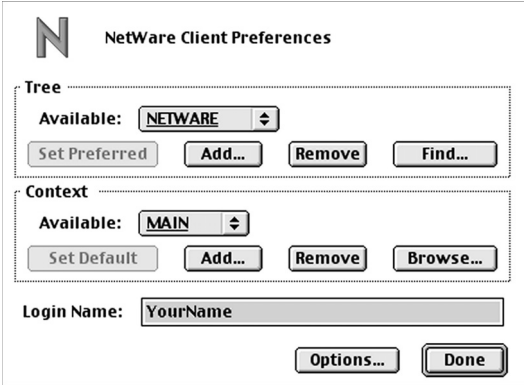 N NetWare Client Preferences
Tree
Available: NETWARE
Set Preferred Add... Remove Find...
Context
Available: MAIN
Set Default Add... Remove Browse...
Login Name: YourName
Options... Done